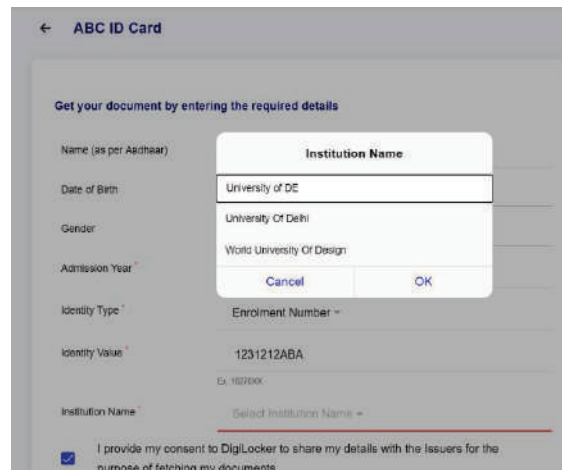 ← ABC ID Card
Get your document by entering the required details
Name (as per Aadhaar)
Date of Birth
Gender
Admission Year *
Identity Type *
Enrolment Number
Identity Value *
1231212ABA
Institution Name *
Select Institution Name
I provide my consent to DigiLocker to share my details with the Issuers for the
purpose of fetching my documents
Institution Name
University of DE
University Of Delhi
World University Of Design
Cancel OK